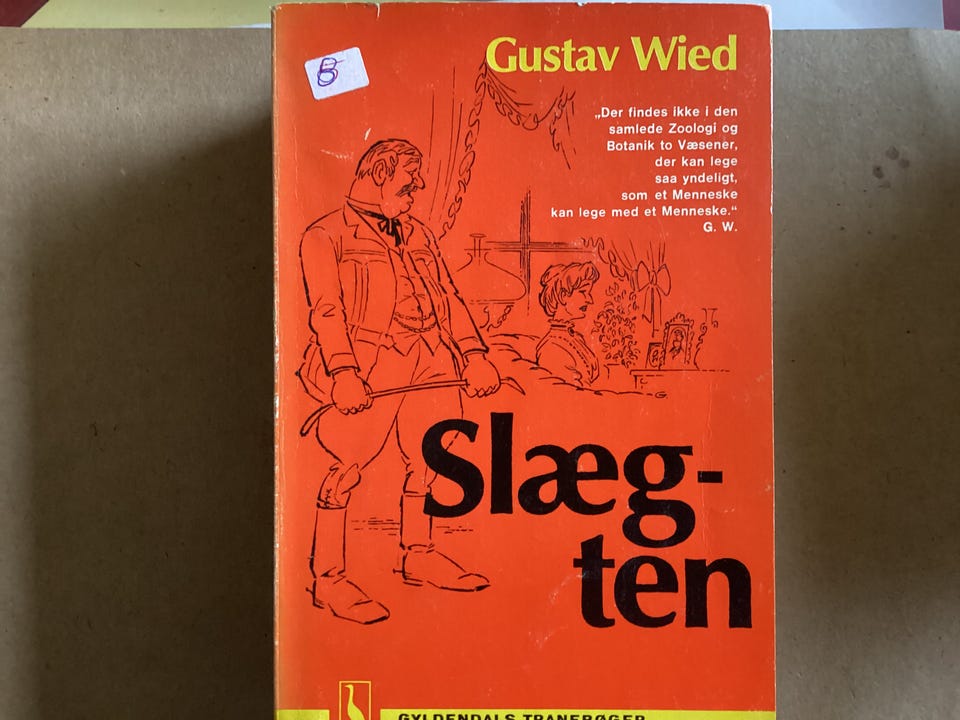 Gustav Wied
„Der findes ikke i den
samlede Zoologi og
Botanik to Væsener,
der kan lege
saa yndeligt,
som et Menneske
kan lege med et Menneske.“
G. W.
Slæg-
ten
GYLDENDALS TRANEBØGER